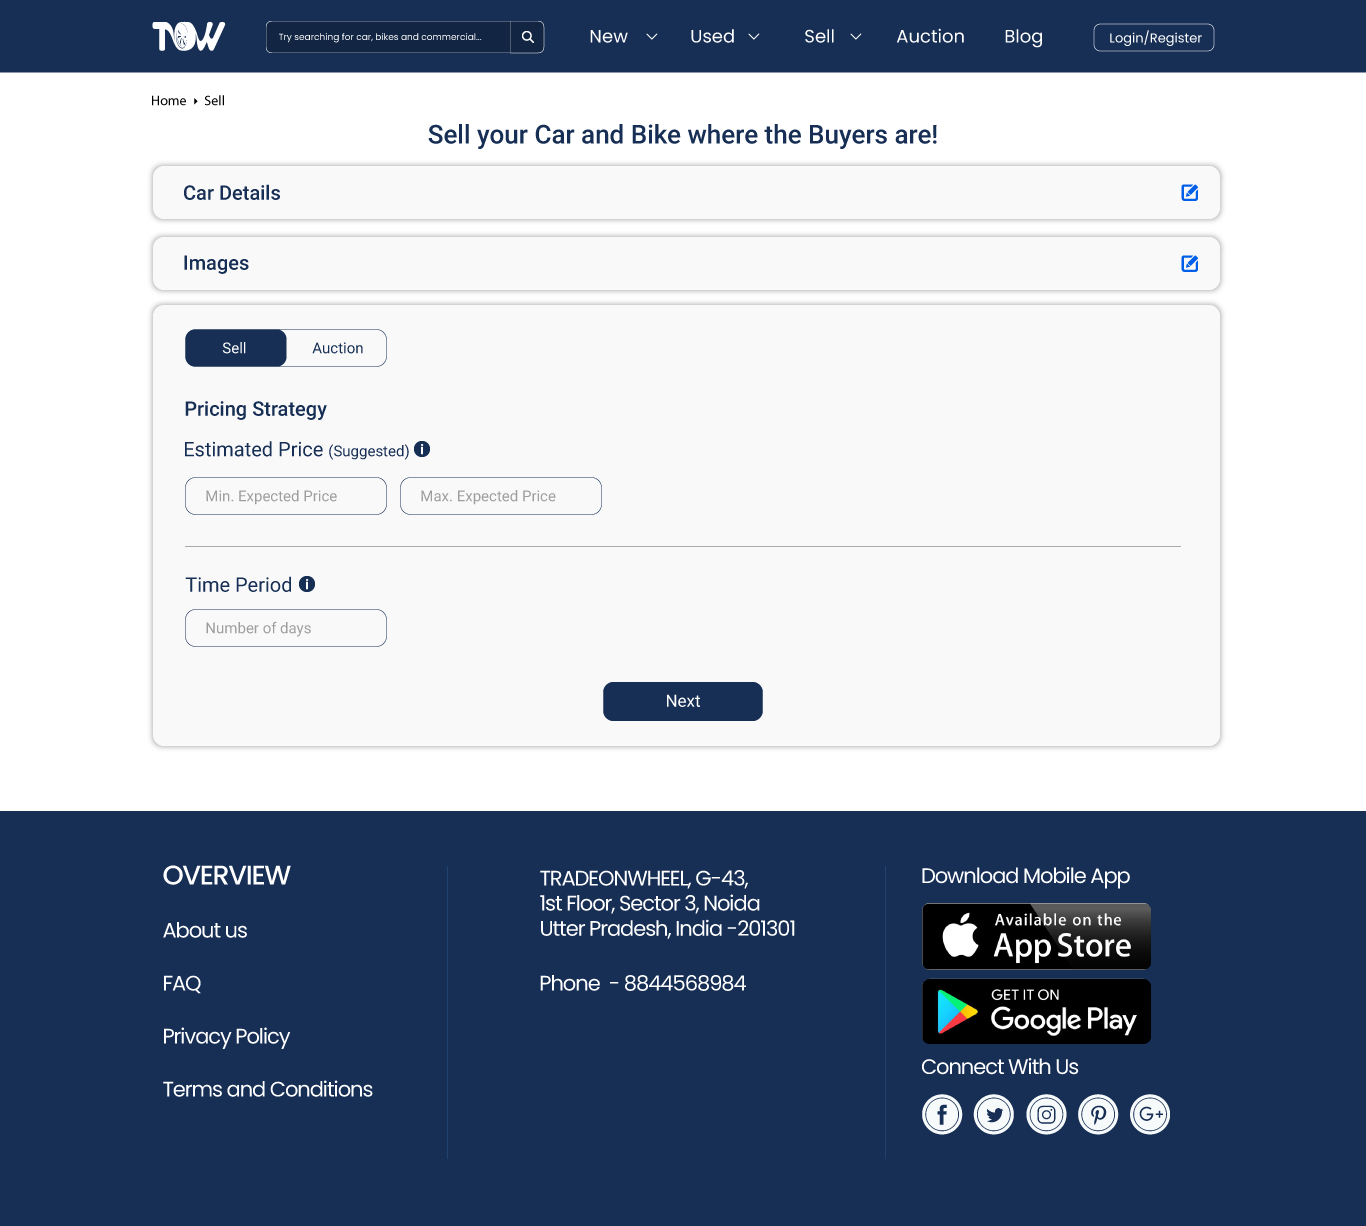 TOW
Try searching for car, bikes and commercial...
New
Used
Sell
Auction
Blog
Login/Register
Home
Sell
Sell your Car and Bike where the Buyers are!
Car Details
Images
Sell
Auction
Pricing Strategy
Estimated Price (Suggested)
Min. Expected Price
Max. Expected Price
Time Period
Number of days
Next
OVERVIEW
About us
FAQ
Privacy Policy
Terms and Conditions
TRADEONWHEEL, G-43,
1st Floor, Sector 3, Noida
Utter Pradesh, India -201301
Phone - 8844568984
Download Mobile App
Available on the
App Store
GET IT ON
Google Play
Connect With Us
G+